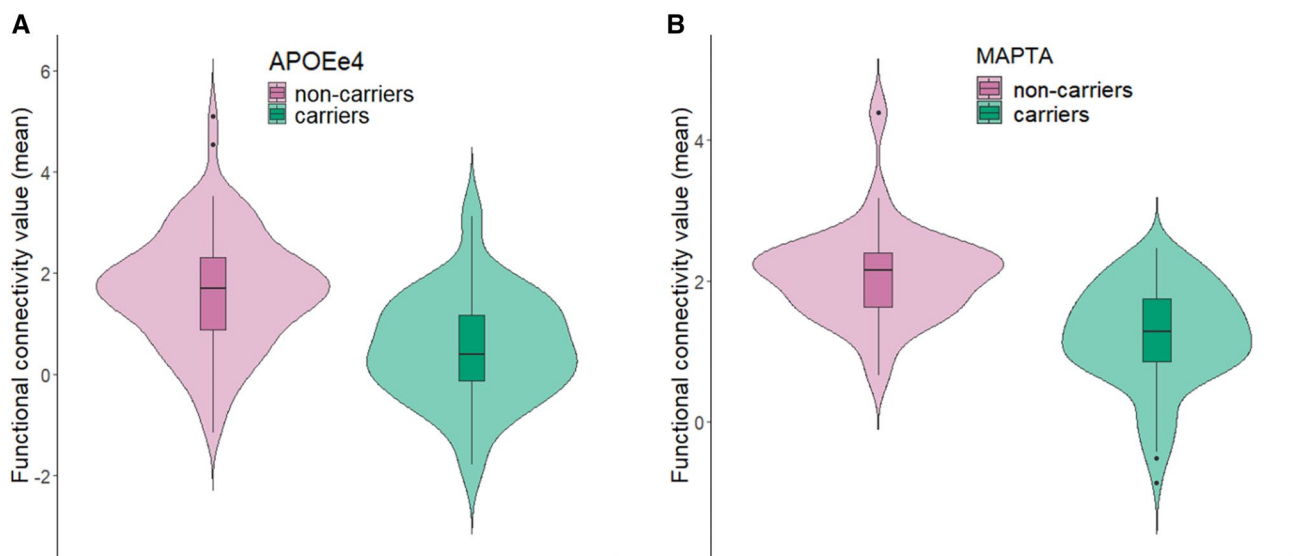 A
Functional connectivity value (mean)
6
4
2
0
-2
APOEe4
non-carriers
carriers
B
Functional connectivity value (mean)
4
2
0
MAPTA
non-carriers
carriers